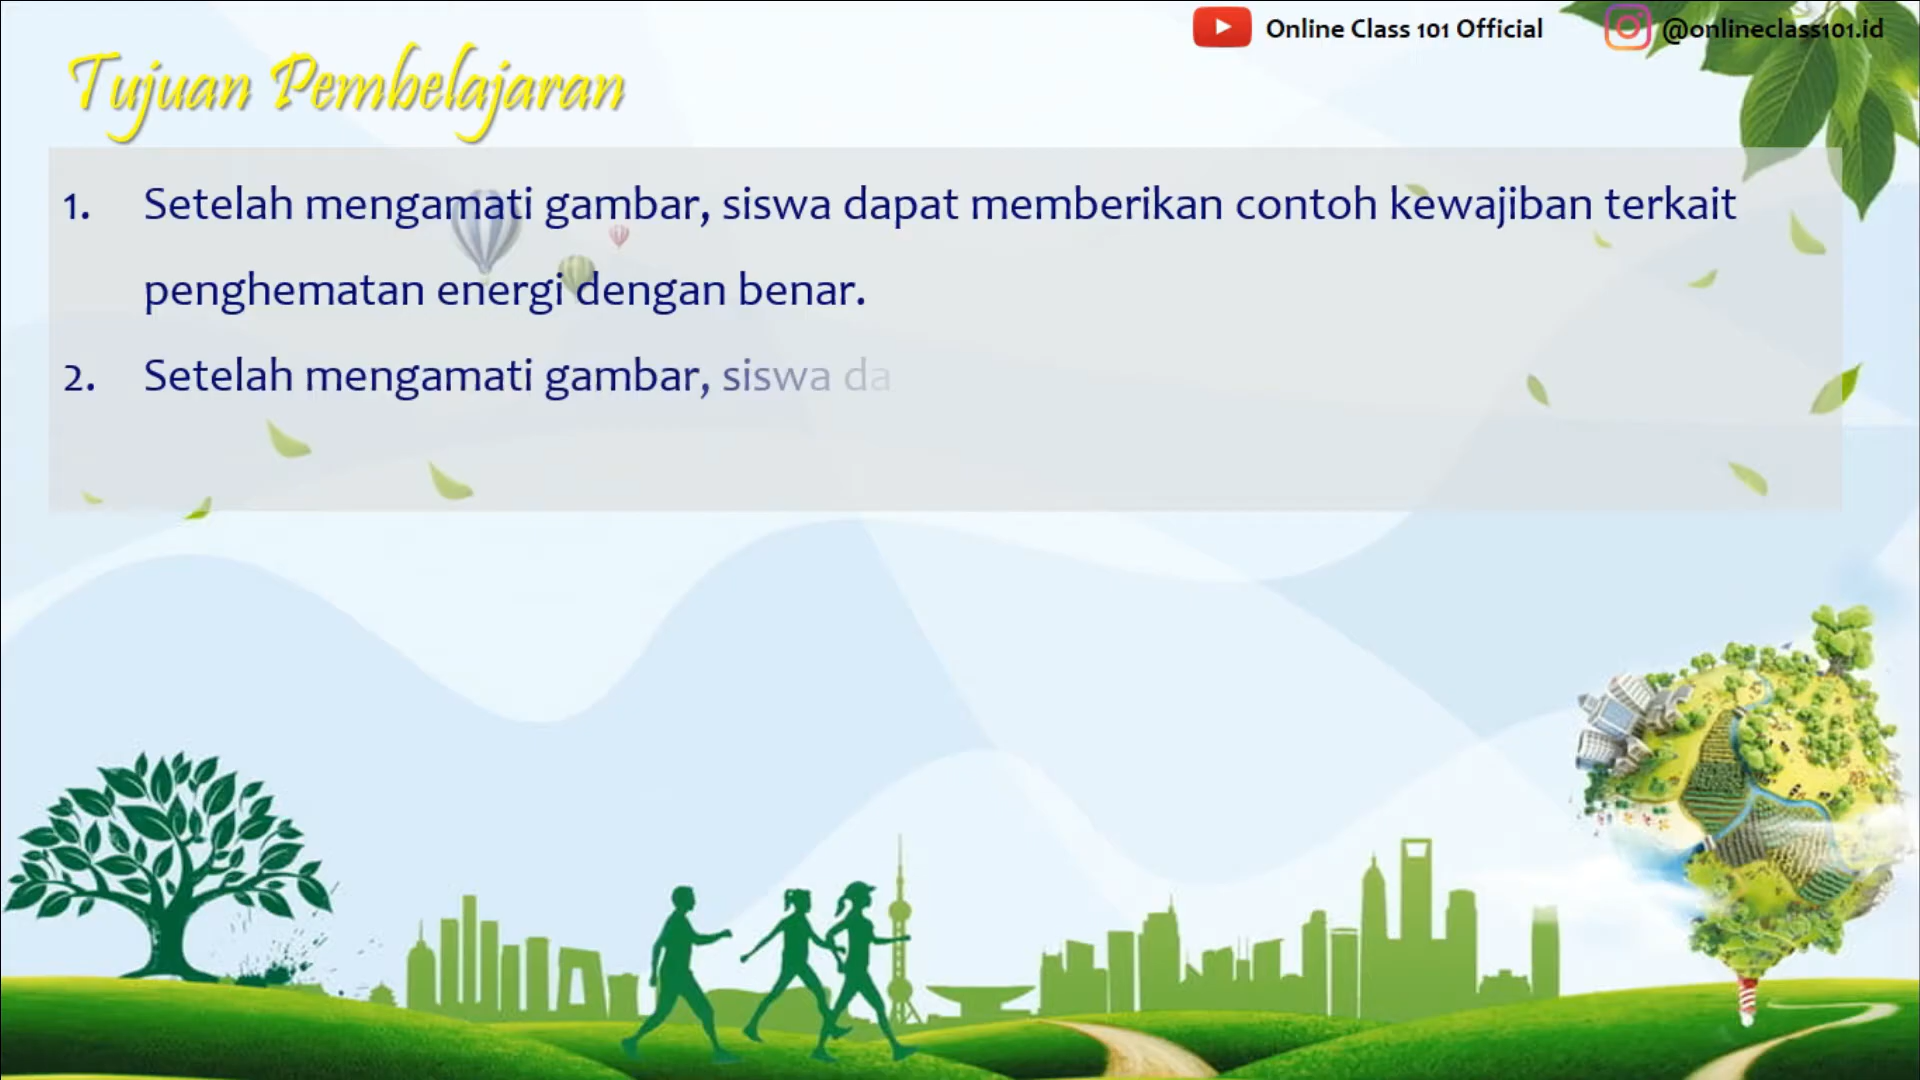 Online Class 101 Official @onlineclass101.id
Tujuan Pembelajaran
1. Setelah mengamati gambar, siswa dapat memberikan contoh kewajiban terkait
penghematan energi dengan benar.
2. Setelah mengamati gambar, siswa da